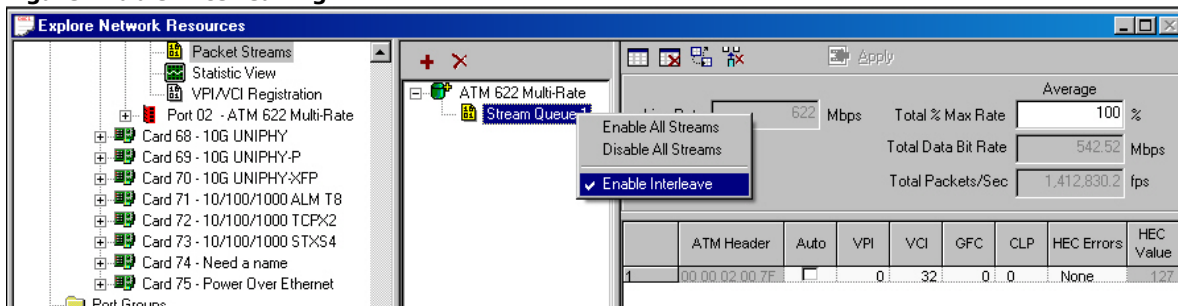 Explore Network Resources
Packet Streams
Statistic View
VPI/VCI Registration
Port 02 - ATM 622 Multi-Rate
Card 68 - 10G UNIPHY
Card 69 - 10G UNIPHY-P
Card 70 - 10G UNIPHY-XFP
Card 71 - 10/100/1000 ALM T8
Card 72 - 10/100/1000 TCPX2
Card 73 - 10/100/1000 STXS4
Card 74 - Need a name
Card 75 - Power Over Ethernet
Port Groups
ATM 622 Multi-Rate
Stream Queue 1
Enable All Streams
Disable All Streams
Enable Interleave
Apply
Average
622 Mbps Total % Max Rate 100 %
Total Data Bit Rate 542.52 Mbps
Total Packets/Sec 1,412,830.2 fps
ATM Header Auto VPI VCI GFC CLP HEC Errors HEC Value
1 00 00 02 00 7F 0 32 0 0 None 127